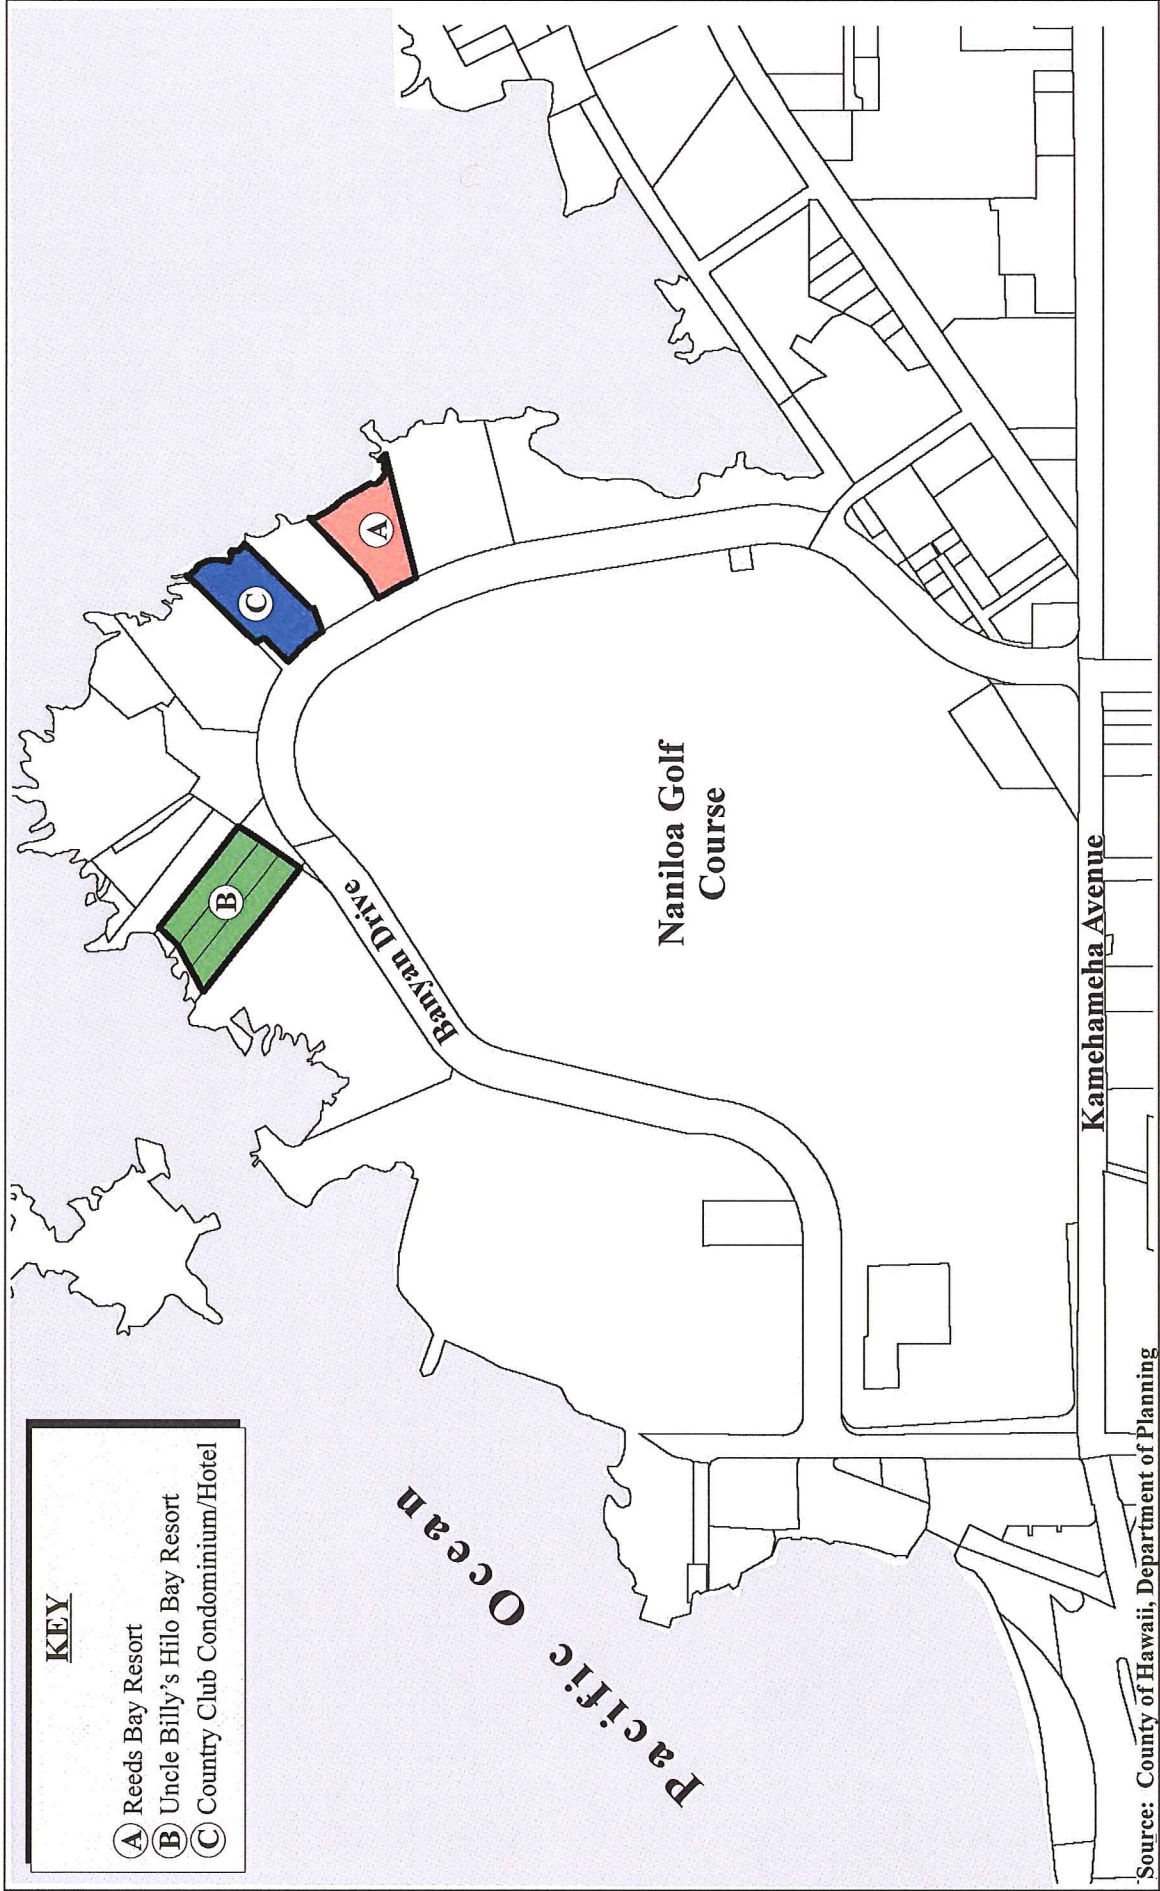 KEY
A Reeds Bay Resort
B Uncle Billy's Hilo Bay Resort
C Country Club Condominium/Hotel
Pacific Ocean
B
C
A
Banyan Drive
Naniloa Golf
Course
Kamehameha Avenue
Source: County of Hawaii, Department of Planning